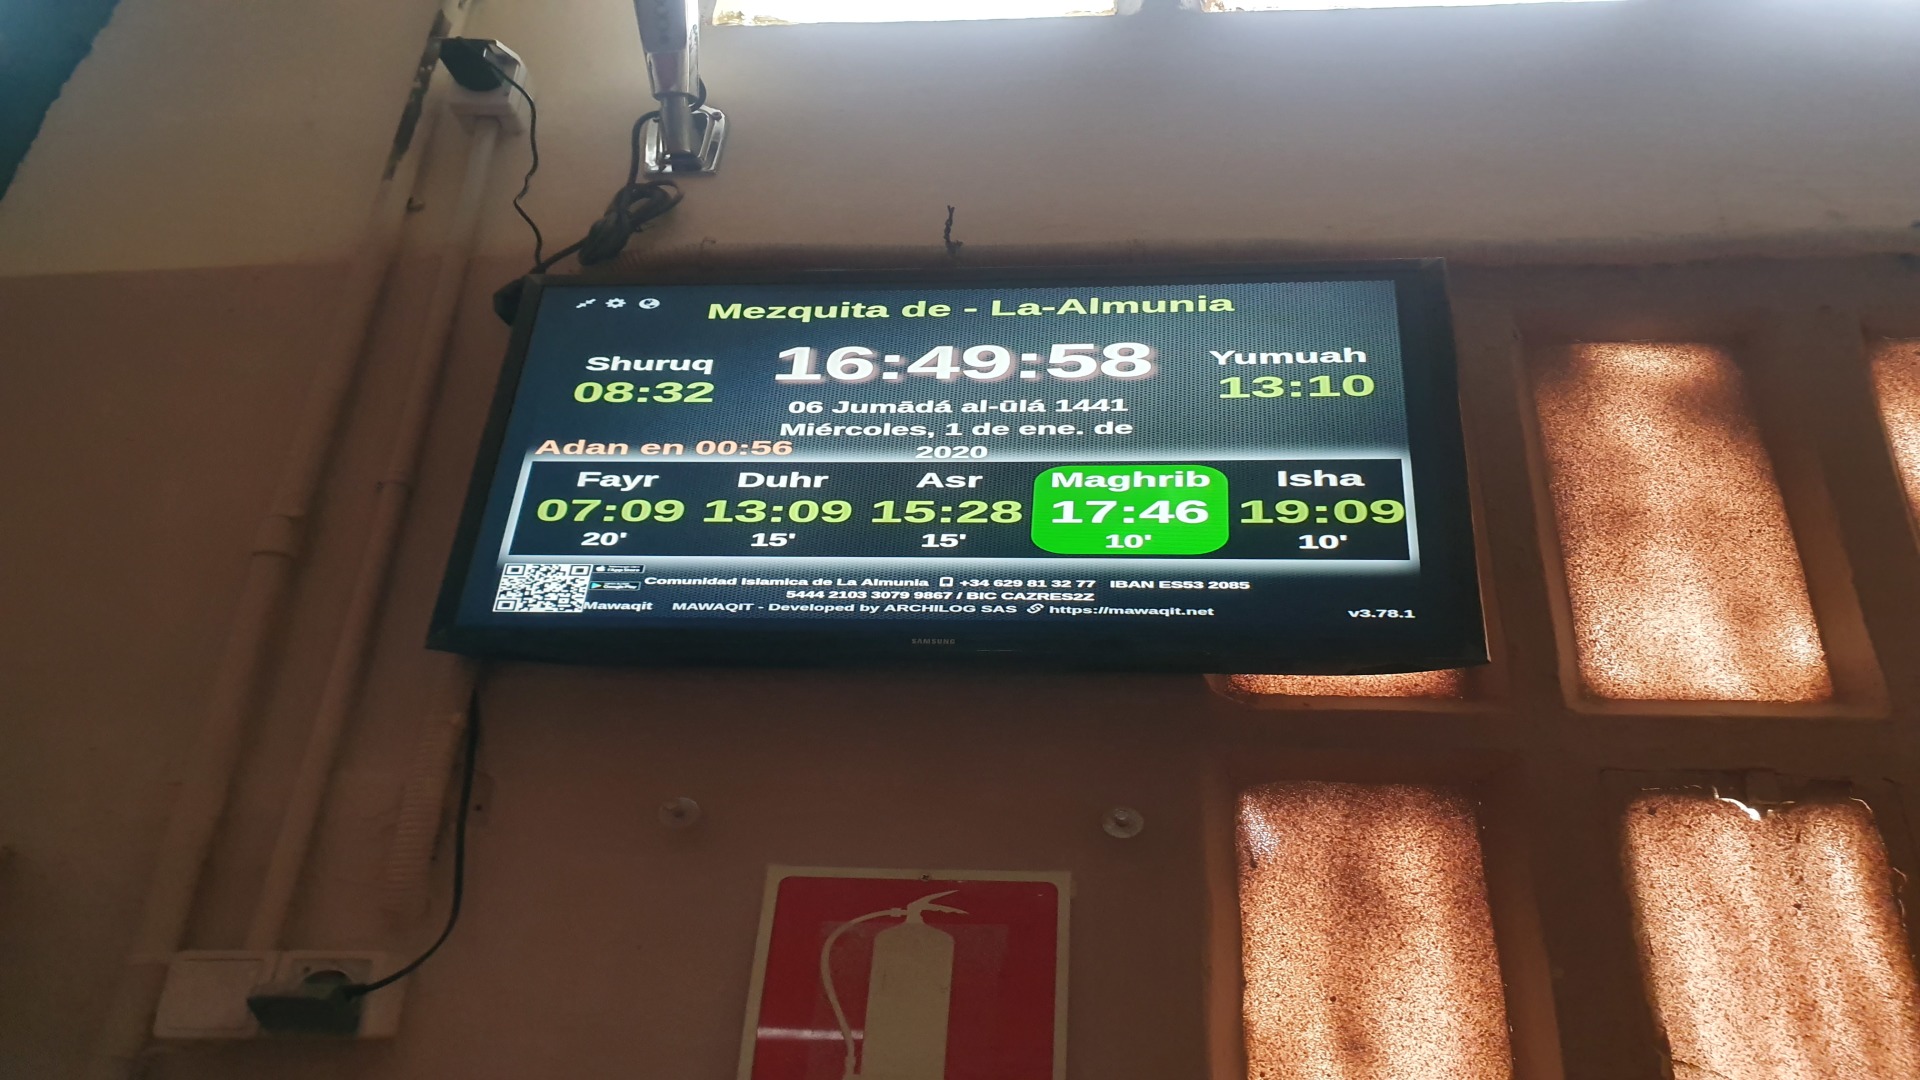 Mezquita de - La-Almunia
Shuruq
08:32
16:49:58
Yumuah
13:10
06 Jumādá al-ūlá 1441
Miércoles, 1 de ene. de
2020
Adan en 00:56
Fayr Duhr Asr Maghrib Isha
07:09 13:09 15:28 17:46 19:09
20' 15' 15' 10' 10'
Comunidad Islamica de La Almunia +34 629 81 32 77 IBAN ES53 2085
5444 2103 3079 9867 / BIC CAZRES2Z
Mawaqit MAWAQIT - Developed by ARCHILOG SAS https://mawaqit.net
v3.78.1
SAMSUNG